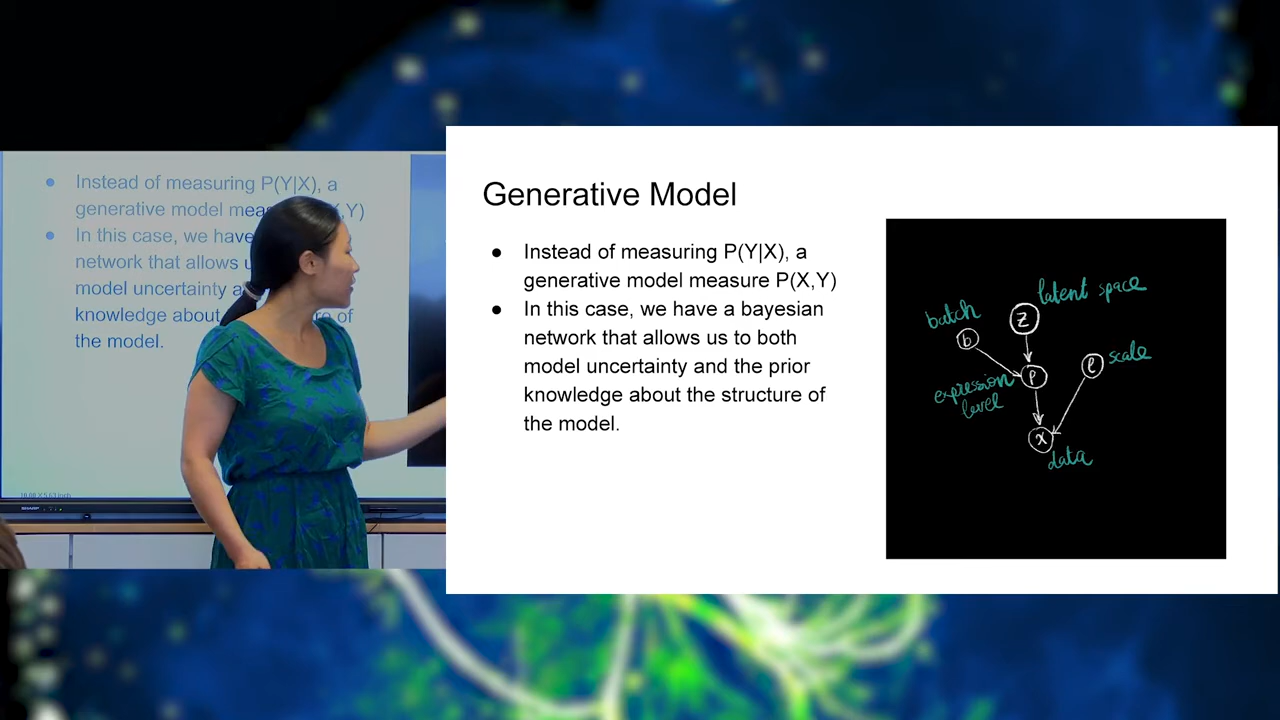 Instead of measuring P(Y|X), a
generative model mea ,Y)
In this case, we have
network that allows u
model uncertainty a
knowledge about re of
the model.
SHARP
Generative Model
● Instead of measuring P(Y|X), a
generative model measure P(X,Y)
● In this case, we have a bayesian
network that allows us to both
model uncertainty and the prior
knowledge about the structure of
the model.
latent space
batch
z
b
scale
l
expression
level
p
x
data